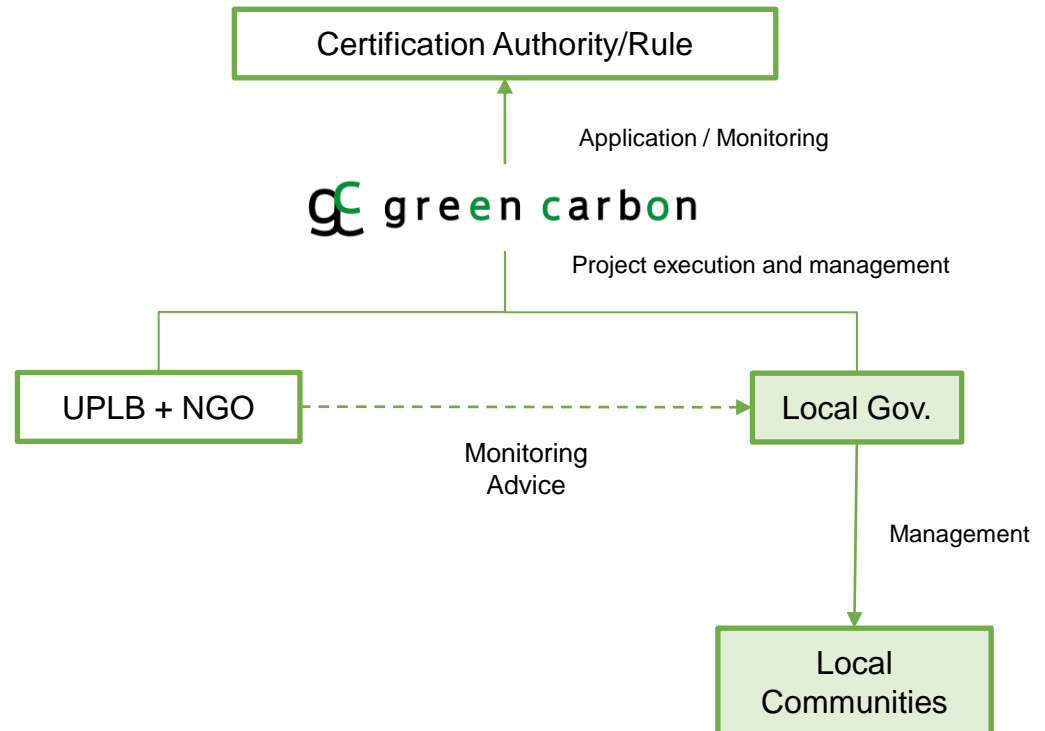 Certification Authority/Rule
Application / Monitoring
gc green carbon
Project execution and management
UPLB + NGO
Local Gov.
Monitoring
Advice
Management
Local
Communities